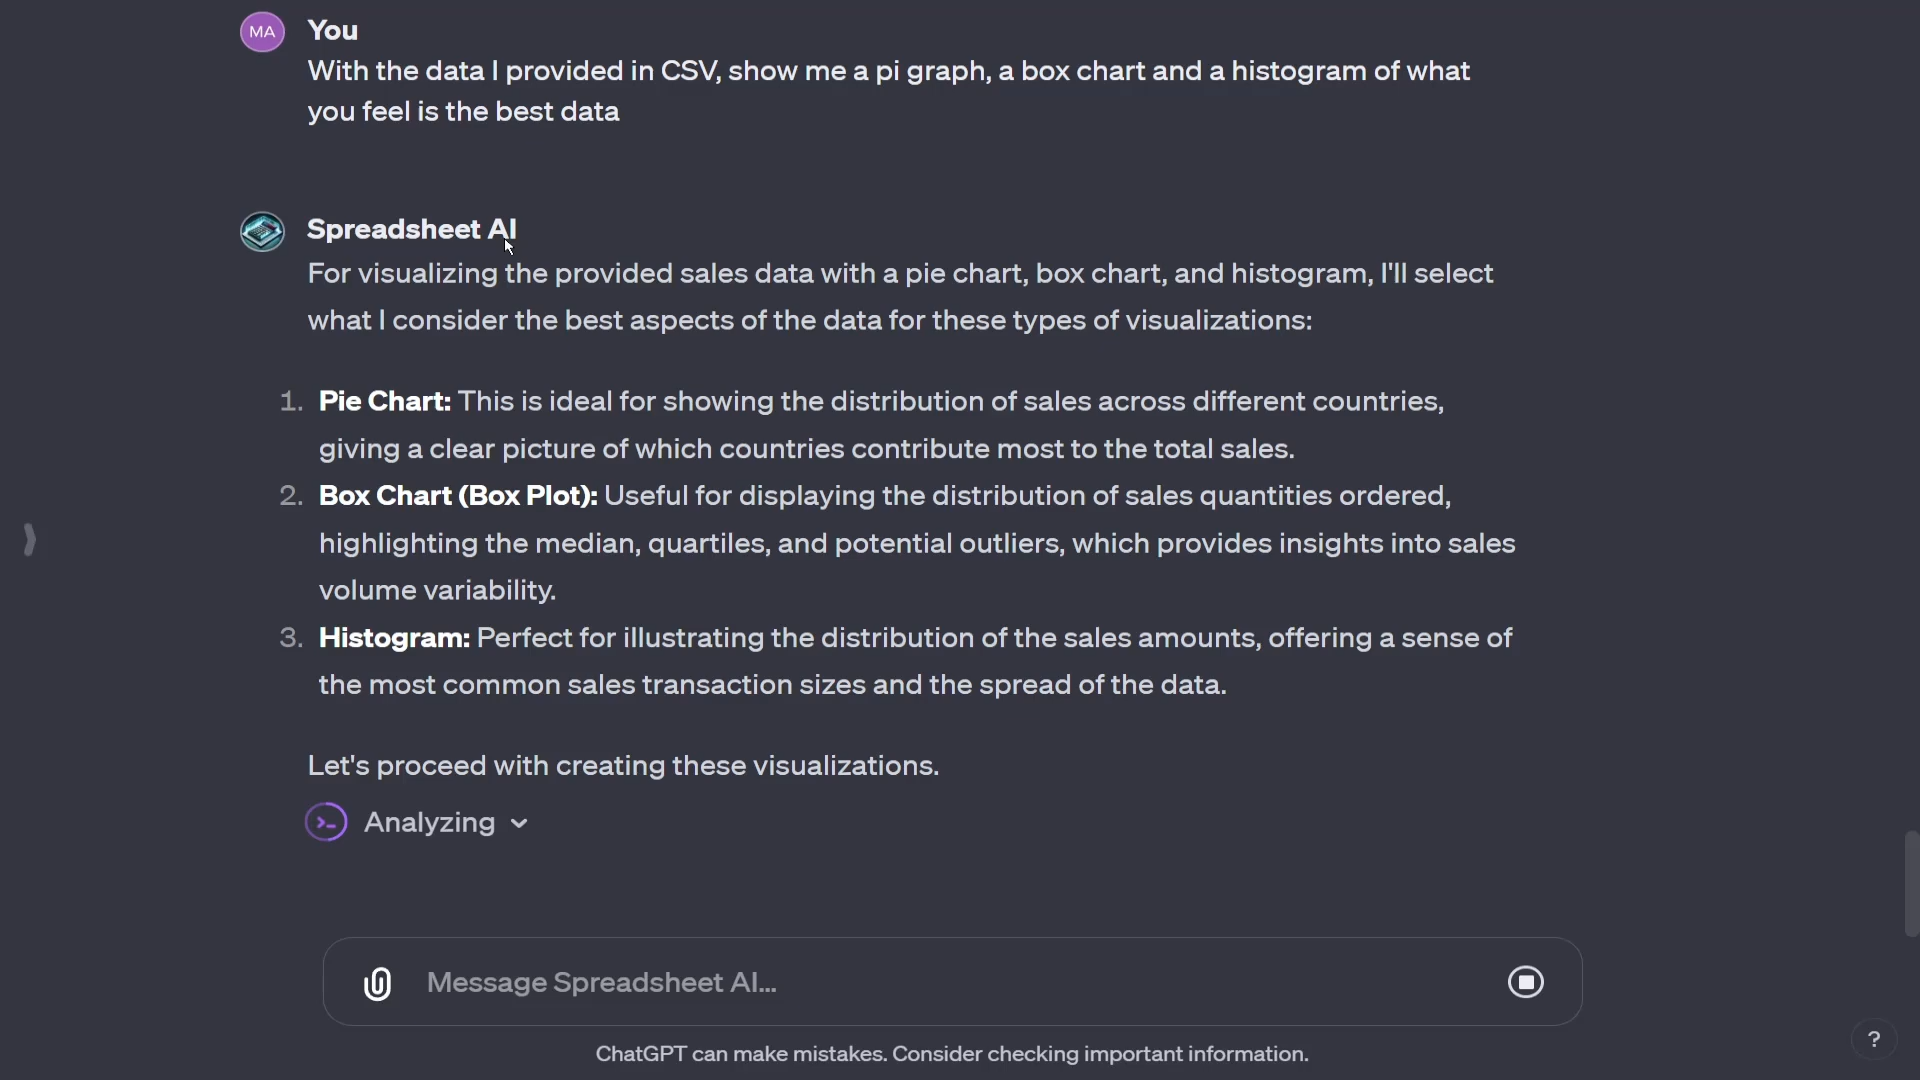 MA
You
With the data I provided in CSV, show me a pi graph, a box chart and a histogram of what
you feel is the best data
Spreadsheet AI
For visualizing the provided sales data with a pie chart, box chart, and histogram, I'll select
what I consider the best aspects of the data for these types of visualizations:
1. Pie Chart: This is ideal for showing the distribution of sales across different countries,
giving a clear picture of which countries contribute most to the total sales.
2. Box Chart (Box Plot): Useful for displaying the distribution of sales quantities ordered,
highlighting the median, quartiles, and potential outliers, which provides insights into sales
volume variability.
3. Histogram: Perfect for illustrating the distribution of the sales amounts, offering a sense of
the most common sales transaction sizes and the spread of the data.
Let's proceed with creating these visualizations.
Analyzing
Message Spreadsheet AI...
ChatGPT can make mistakes. Consider checking important information.
?